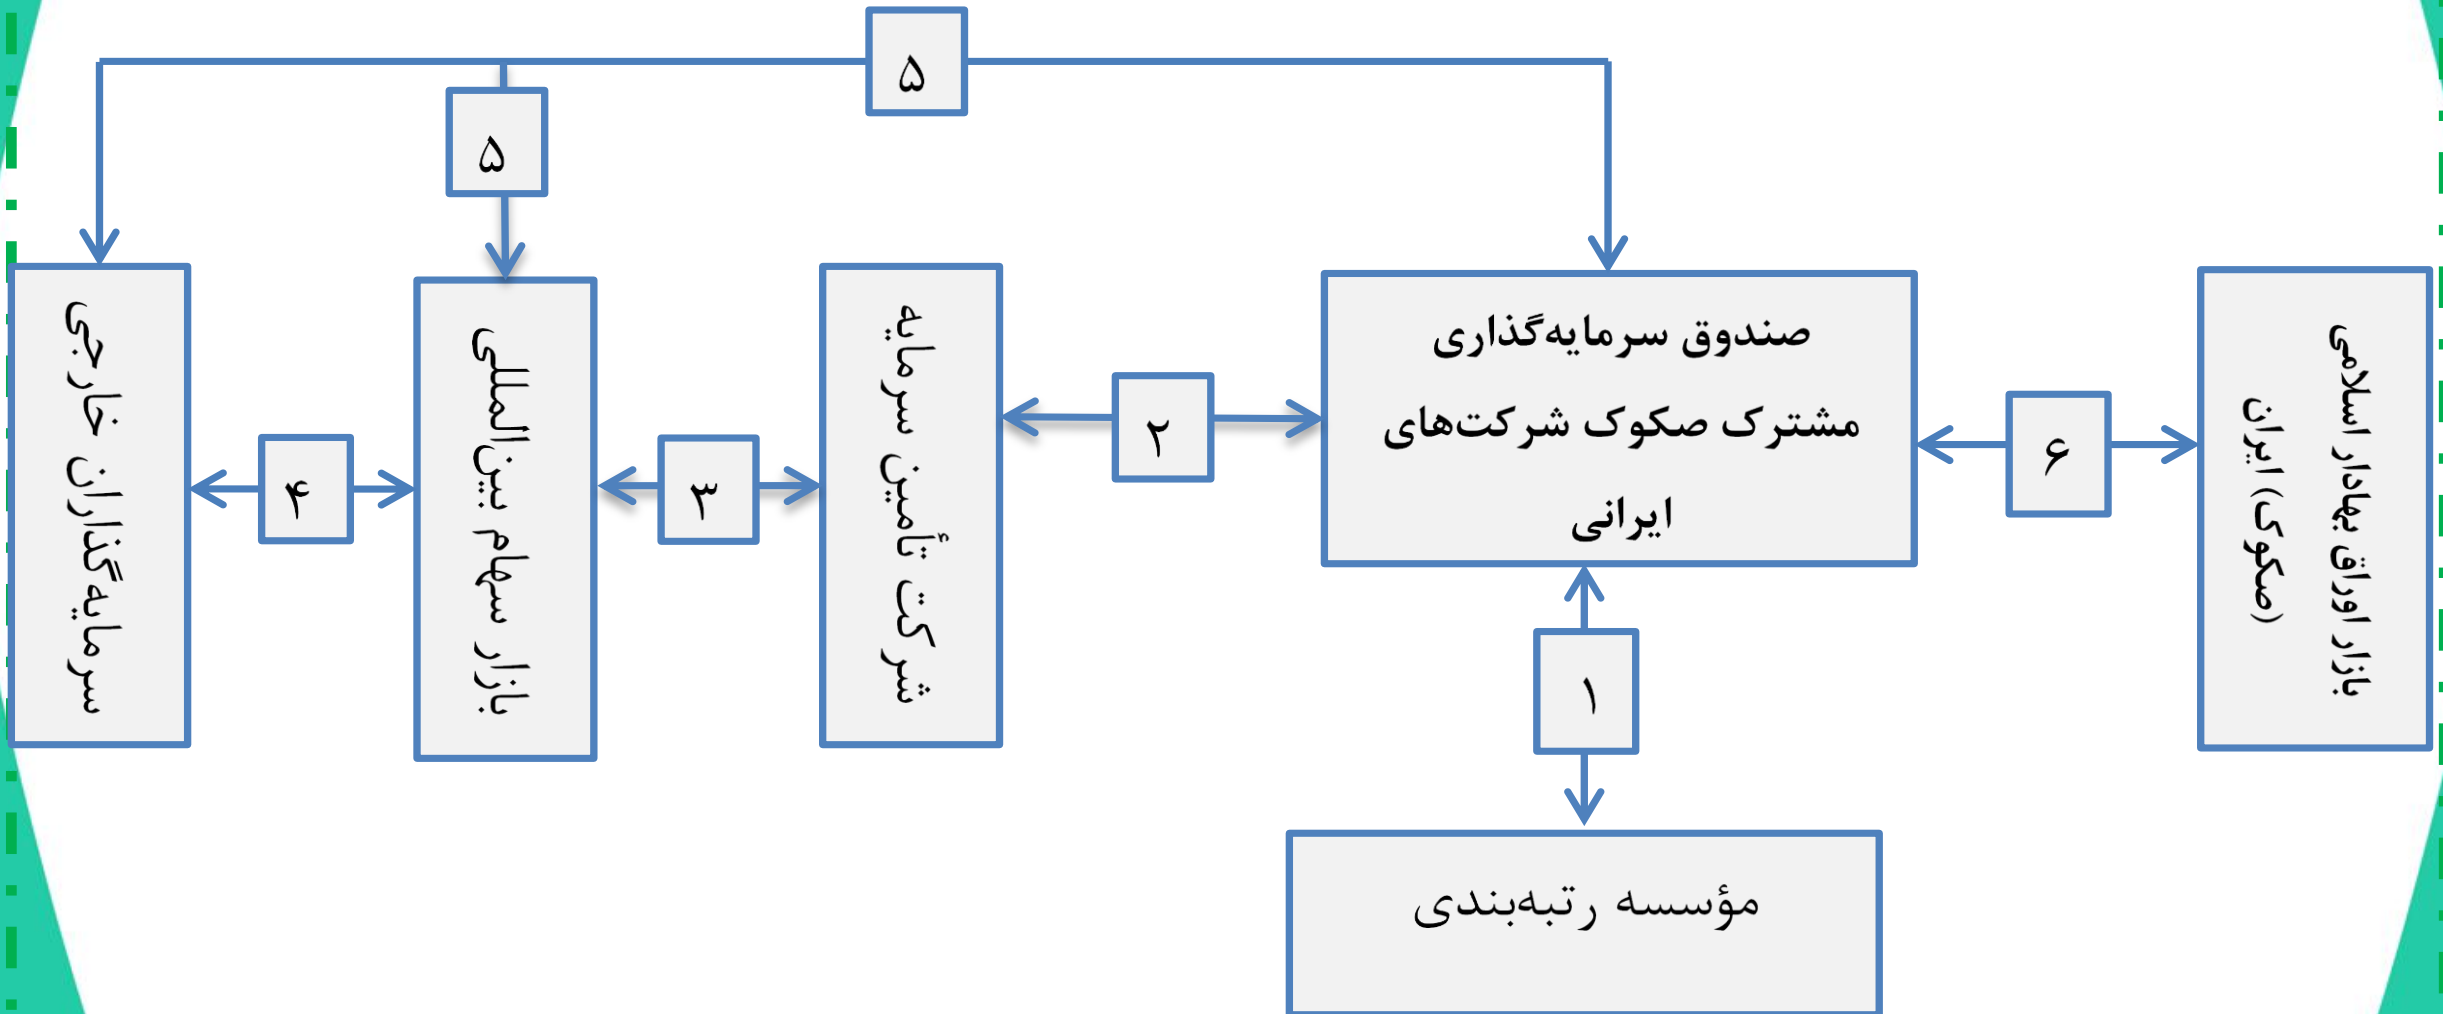 ۵
۵
صندوق سرمایه‌گذاری
مشترک صکوک شرکت‌های
ایرانی
بازار اوراق بهادار اسلامی
(صکوک) ایران
۶
۲
شرکت تأمین سرمایه
۳
بازار سهام بین‌المللی
۴
سرمایه‌گذاران خارجی
۱
مؤسسه رتبه‌بندی